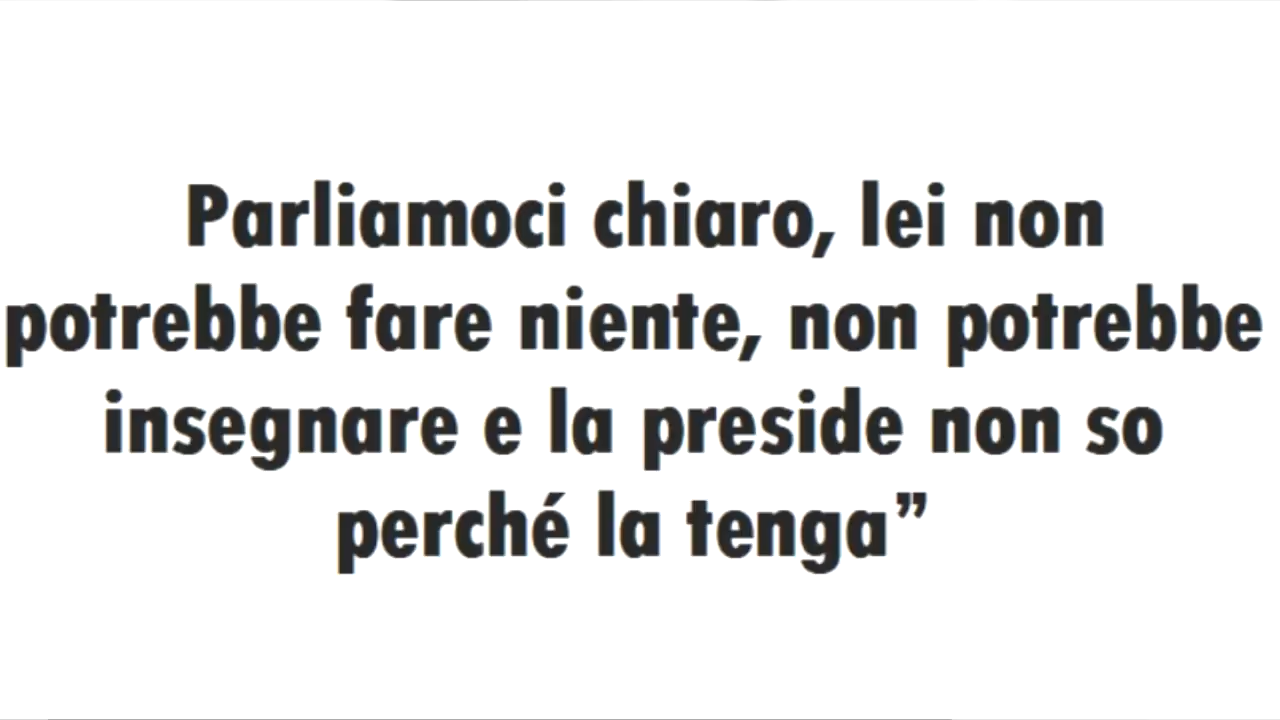 Parliamoci chiaro, lei non
potrebbe fare niente, non potrebbe
insegnare e la preside non so
perché la tenga”